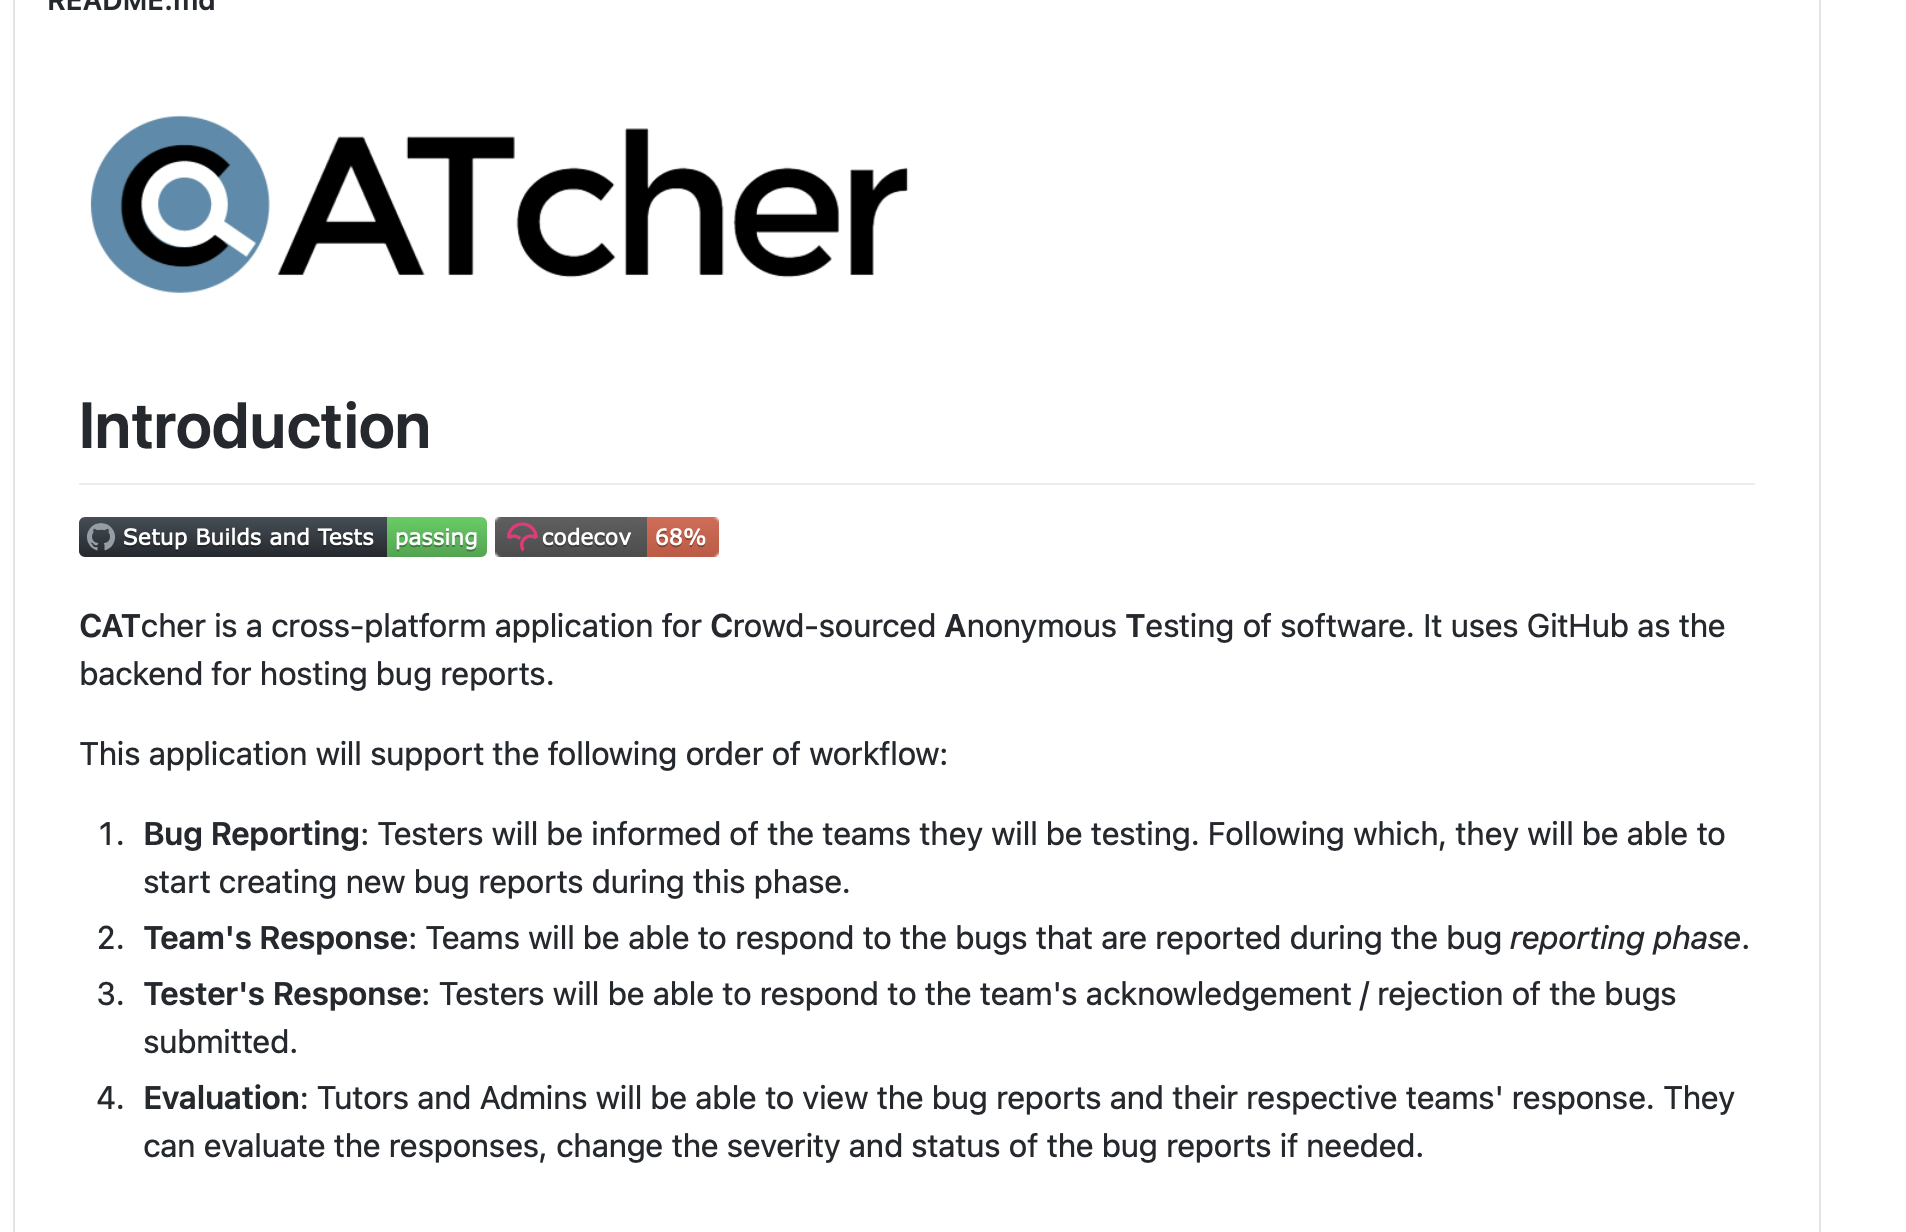 README.md
CATcher
Introduction
Setup Builds and Tests passing codecov 68%
CATcher is a cross-platform application for Crowd-sourced Anonymous Testing of software. It uses GitHub as the
backend for hosting bug reports.
This application will support the following order of workflow:
1. Bug Reporting: Testers will be informed of the teams they will be testing. Following which, they will be able to
start creating new bug reports during this phase.
2. Team's Response: Teams will be able to respond to the bugs that are reported during the bug reporting phase.
3. Tester's Response: Testers will be able to respond to the team's acknowledgement / rejection of the bugs
submitted.
4. Evaluation: Tutors and Admins will be able to view the bug reports and their respective teams' response. They
can evaluate the responses, change the severity and status of the bug reports if needed.